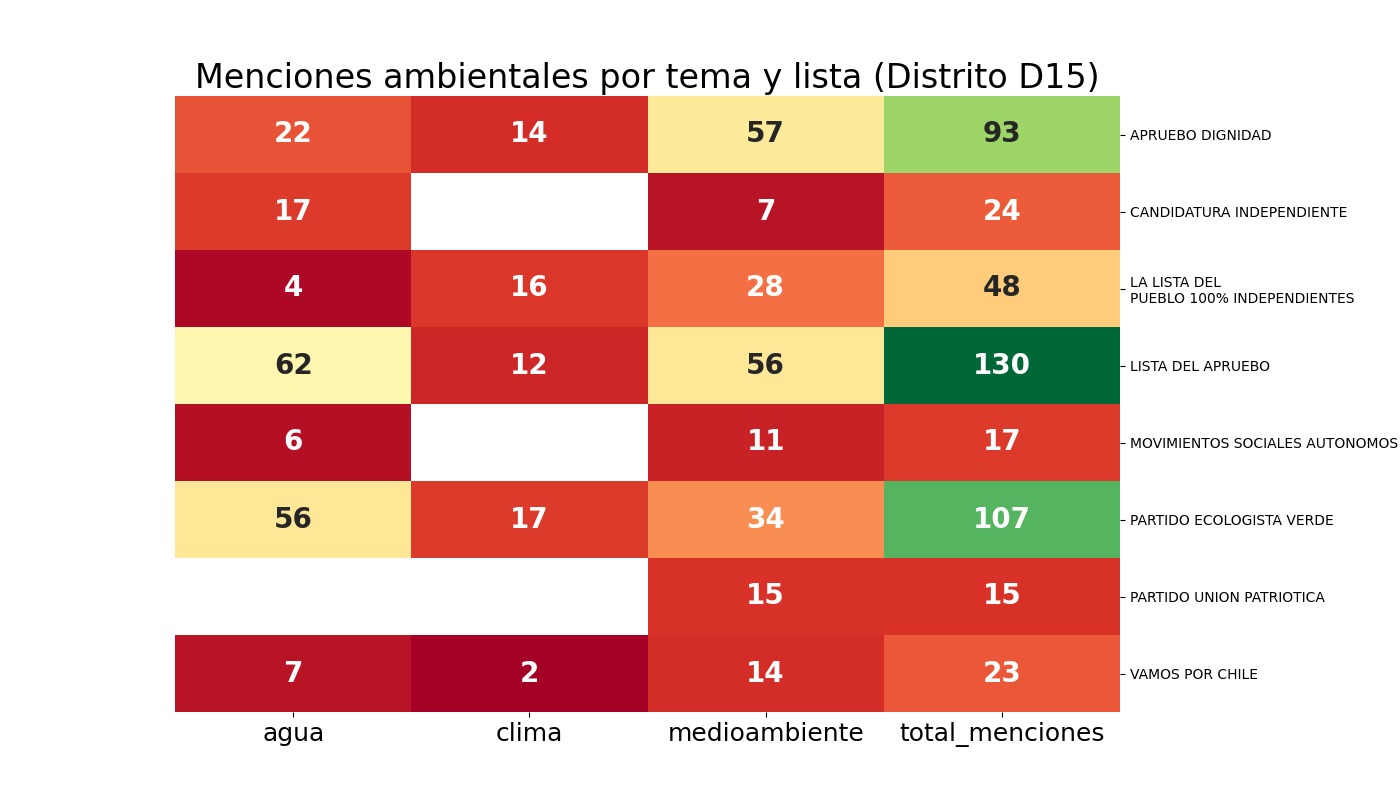 Menciones ambientales por tema y lista (Distrito D15)
22 14 57 93 APRUEBO DIGNIDAD
17 7 24 CANDIDATURA INDEPENDIENTE
4 16 28 48 LA LISTA DEL
PUEBLO 100% INDEPENDIENTES
62 12 56 130 LISTA DEL APRUEBO
6 11 17 MOVIMIENTOS SOCIALES AUTONOMOS
56 17 34 107 PARTIDO ECOLOGISTA VERDE
15 15 PARTIDO UNION PATRIOTICA
7 2 14 23 VAMOS POR CHILE
agua clima medioambiente total_menciones